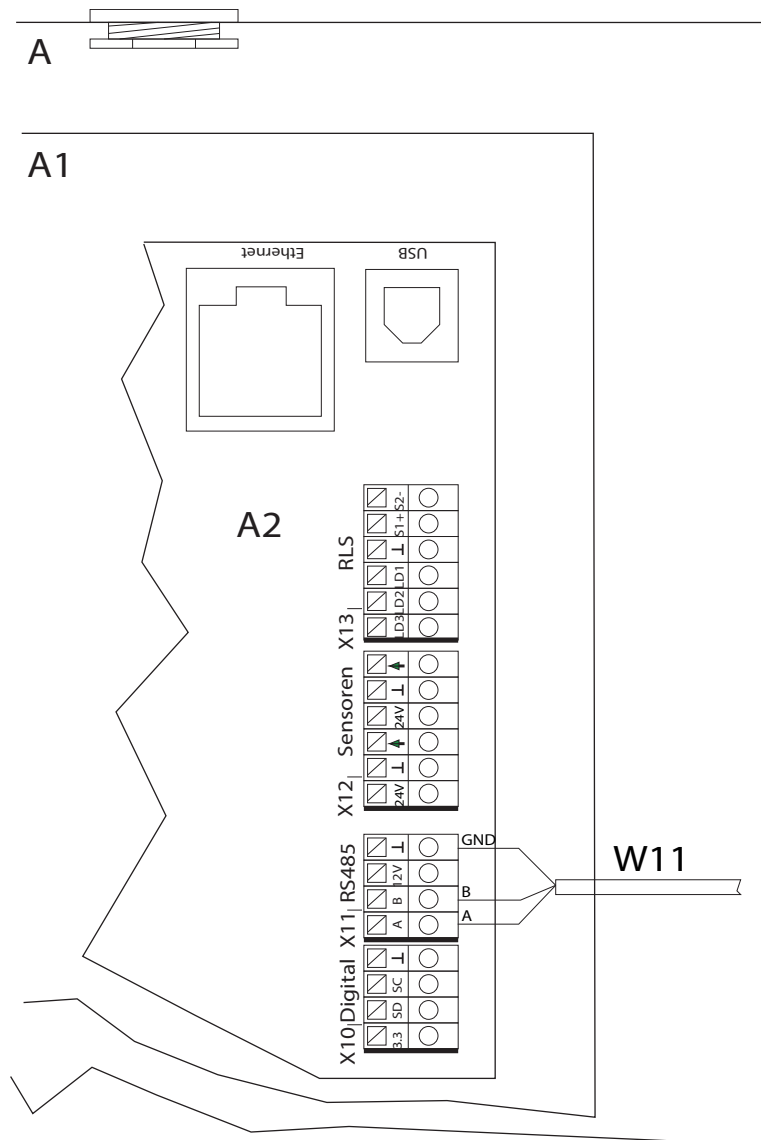 A
A1
Ethernet
USB
A2
X13 RLS
S2-
S1+
⊥
LD1
LD2
LD3
X12 Sensoren
⊥
24V
⊥
24V
X11 RS485
⊥
12V
B
A
GND
B
A
W11
X10 Digital
⊥
SC
SD
3.3